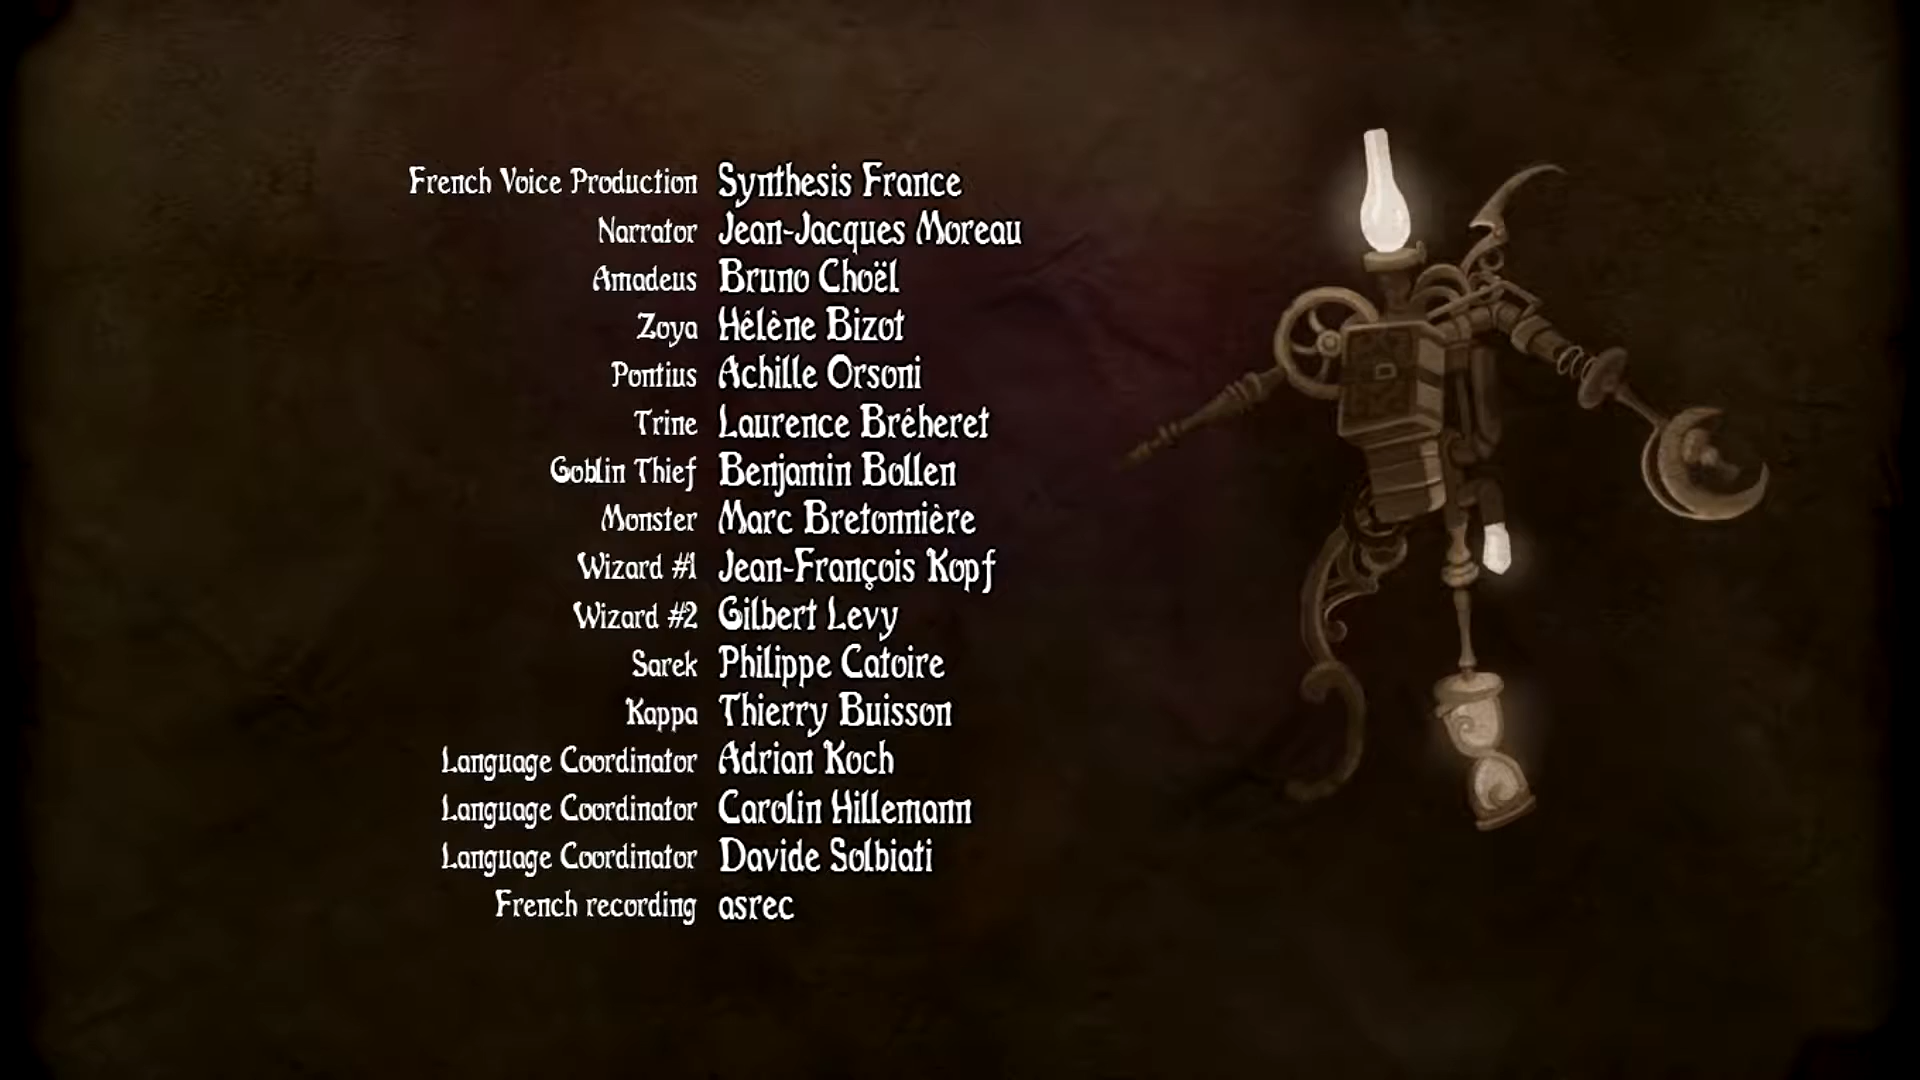 French Voice Production Synthesis France
Narrator Jean-Jacques Moreau
Amadeus Bruno Choël
Zoya Hélène Bizot
Pontius Achille Orsoni
Trine Laurence Bréheret
Goblin Thief Benjamin Bollen
Monster Marc Bretonnière
Wizard #1 Jean-François Kopf
Wizard #2 Gilbert Levy
Sarek Philippe Catoire
Kappa Thierry Buisson
Language Coordinator Adrian Koch
Language Coordinator Carolin Hillemann
Language Coordinator Davide Solbiati
French recording asrec